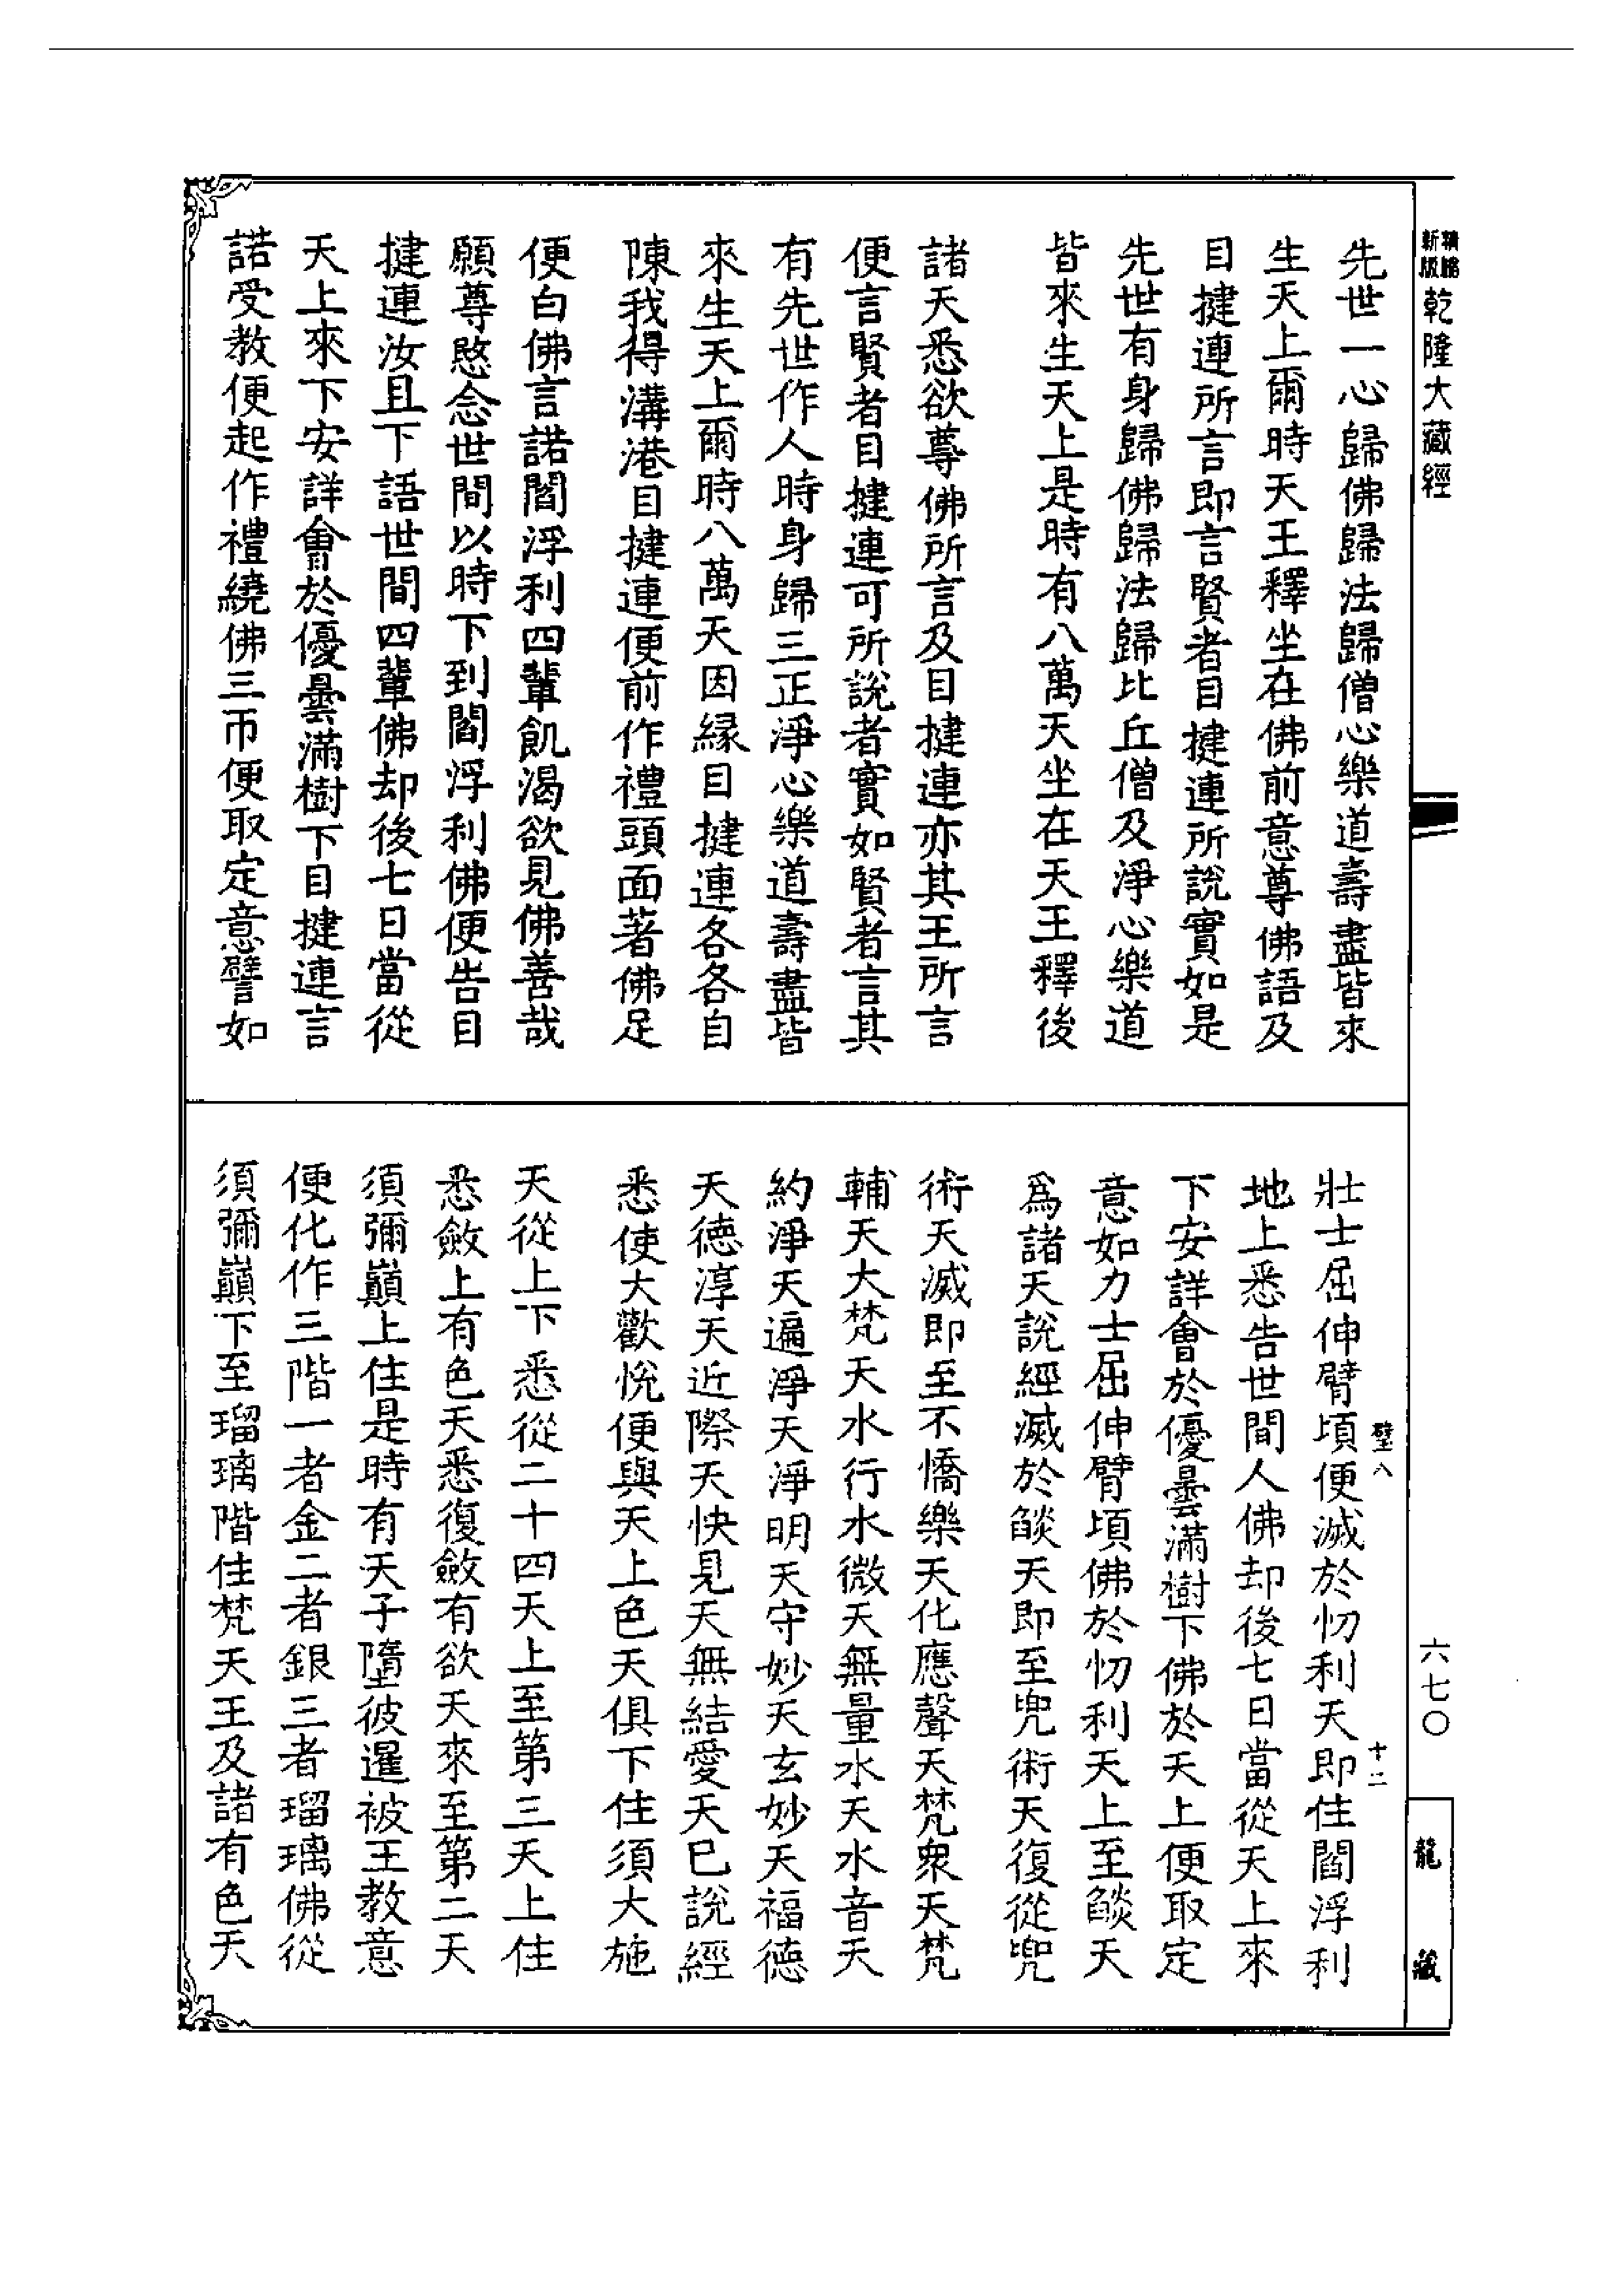 精縮新版乾隆大藏經
先世一心歸佛歸法歸僧心樂道壽盡皆來
生天上爾時天王釋坐在佛前意尊佛語及
目揵連所言即言賢者目揵連所說實如是
先世有身歸佛歸法歸比丘僧及淨心樂道
皆來生天上是時有八萬天坐在天王釋後
諸天悉欲尊佛所言及目揵連亦其王所言
便言賢者目揵連可所說者實如賢者言其
有先世作人時身歸三正淨心樂道壽盡皆
來生天上爾時八萬天因緣目揵連各各自
陳我得溝港目揵連便前作禮頭面著佛足
便白佛言諾閻浮利四輩飢渴欲見佛善哉
願尊愍念世間以時下到閻浮利佛便告目
揵連汝且下語世間四輩佛却後七日當從
天上來下安詳會於優曇滿樹下目揵連言
諾受教便起作禮繞佛三帀便取定意譬如
壯士屈伸臂頃便滅於忉利天即住閻浮利
地上悉告世間人佛却後七日當從天上來
下安詳會於優曇滿樹下佛於天上便取定
意如力士屈伸臂頃佛於忉利天上至燄天
爲諸天說經滅於燄天即至兜術天復從兜
術天滅即至不憍樂天化應聲天梵衆天梵
輔天大梵天水行水微天無量水天水音天
約淨天遍淨天淨明天守妙天玄妙天福德
天德淳天近際天快見天無結愛天已說經
悉使大歡悅便與天上色天俱下住須大施
天從上下悉從二十四天上至第三天上住
悉斂上有色天悉復斂有欲天來至第二天
須彌巔上住是時有天子墮彼邏被王教意
便化作三階一者金二者銀三者瑠璃佛從
須彌巔下至瑠璃階住梵天王及諸有色天
璧八
十二
六七〇
龍藏